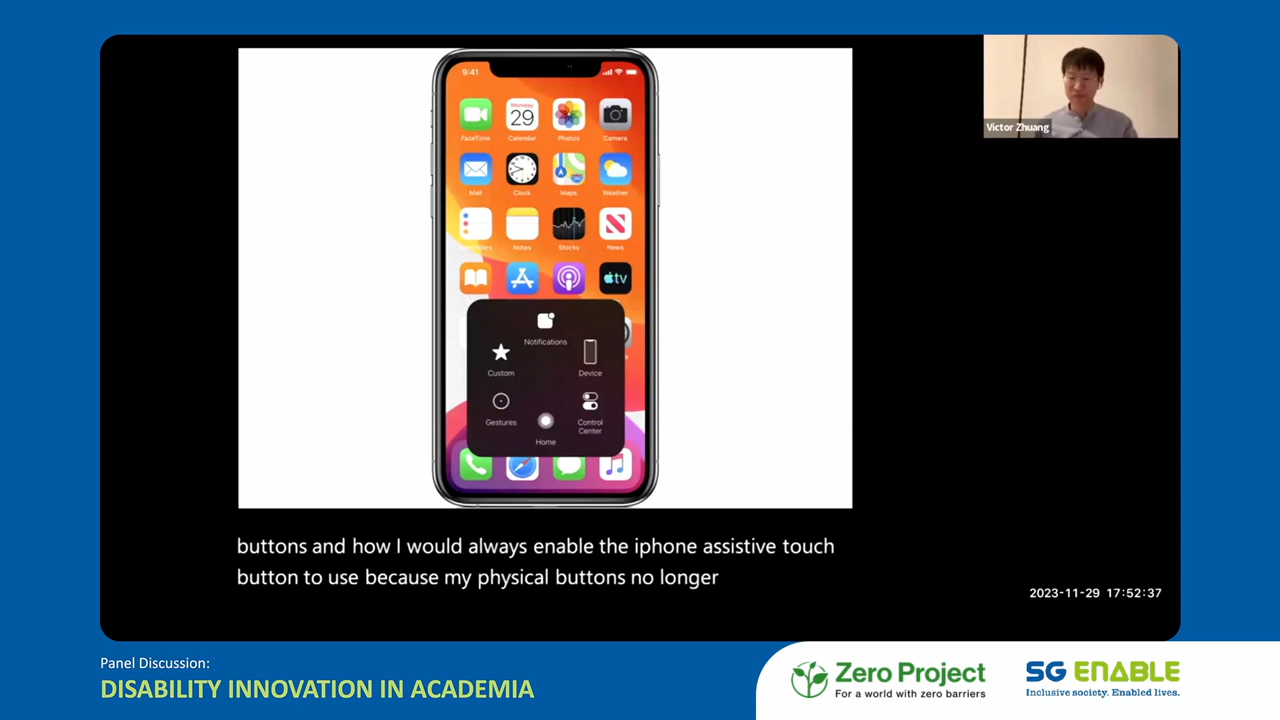 9:41
Monday
29
FaceTime
Calendar
Photos
Camera
Mail
Clock
Maps
Weather
Reminders
Notes
Stocks
News
tv
Notifications
Custom
Device
Gestures
Control
Center
Home
Victor Zhuang
buttons and how I would always enable the iphone assistive touch
button to use because my physical buttons no longer
2023-11-29 17:52:37
Panel Discussion:
DISABILITY INNOVATION IN ACADEMIA
Zero Project
For a world with zero barriers
SG ENABLE
Inclusive society. Enabled lives.